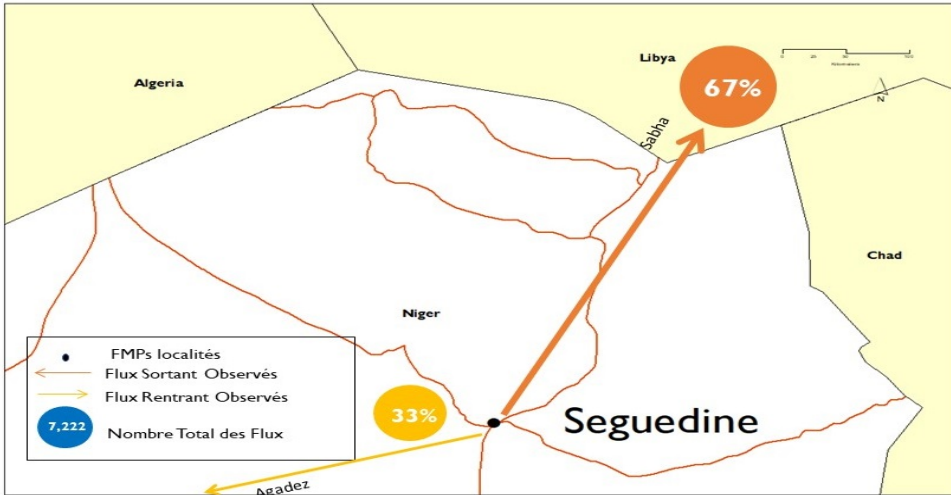 Algeria
Libya
67%
N
Sabha
Chad
Niger
FMPs localités
Flux Sortant Observés
Flux Rentrant Observés
7,222
Nombre Total des Flux
33%
Seguedine
Agadez